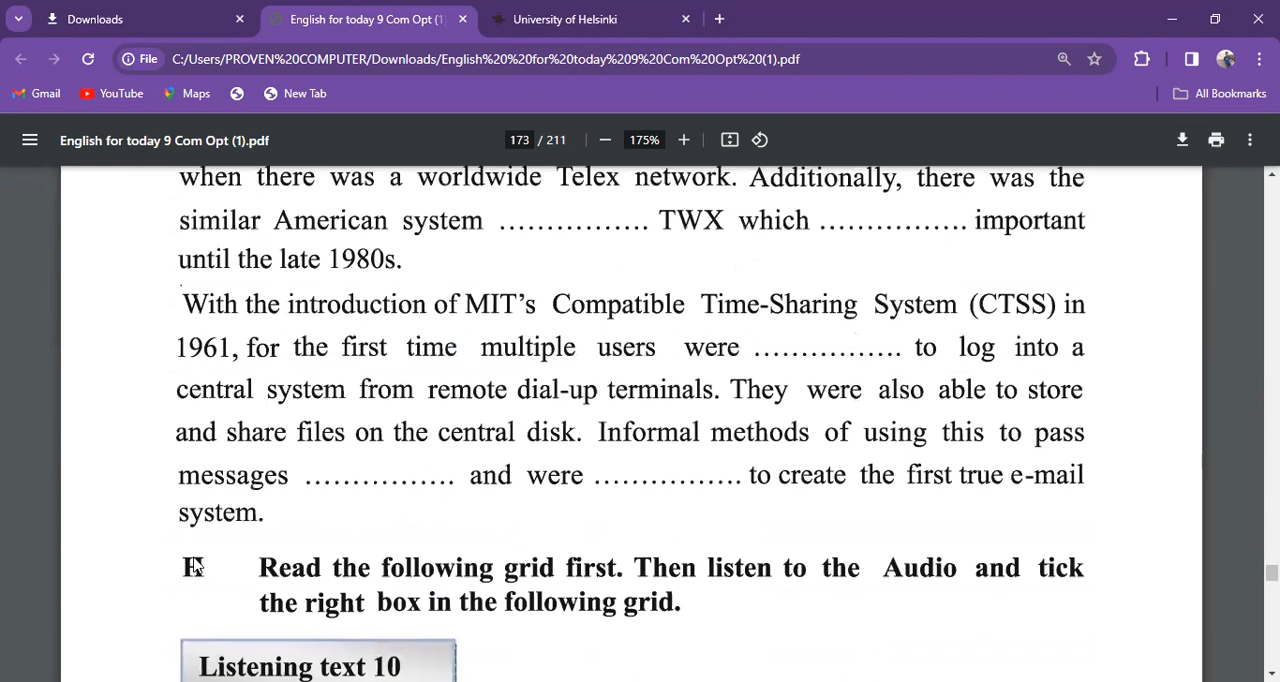 Downloads
English for today 9 Com Opt (1)
University of Helsinki
File
C:/Users/PROVEN%20COMPUTER/Downloads/English%20%20for%20today%209%20Com%20Opt%20(1).pdf
Gmail
YouTube
Maps
New Tab
All Bookmarks
English for today 9 Com Opt (1).pdf
173 / 211
175%
when there was a worldwide Telex network. Additionally, there was the
similar American system ................ TWX which ................ important
until the late 1980s.
With the introduction of MIT's Compatible Time-Sharing System (CTSS) in
1961, for the first time multiple users were ................ to log into a
central system from remote dial-up terminals. They were also able to store
and share files on the central disk. Informal methods of using this to pass
messages ................ and were ................ to create the first true e-mail
system.
Read the following grid first. Then listen to the Audio and tick
the right box in the following grid.
Listening text 10